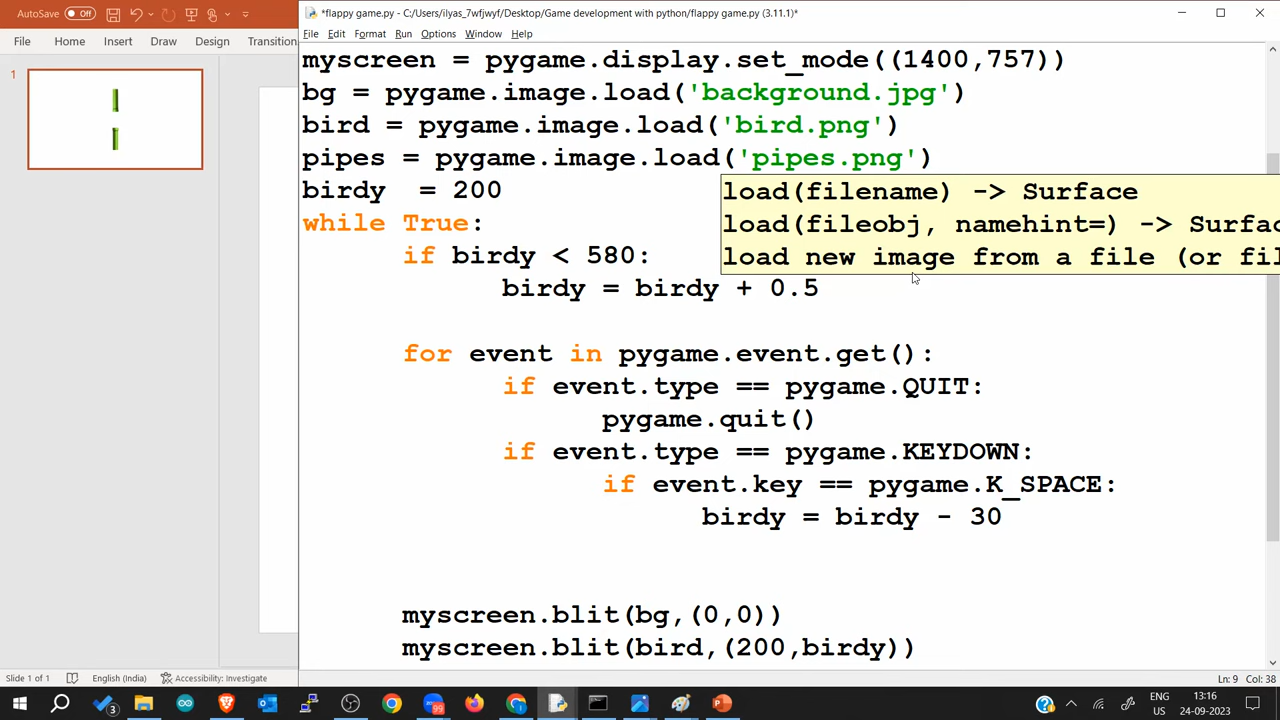 AutoSave Off
File Home Insert Draw Design Transition
1
Slide 1 of 1 English (India) Accessibility: Investigate
*flappy game.py - C:/Users/ilyas_7wfjwyf/Desktop/Game development with python/flappy game.py (3.11.1)*
File Edit Format Run Options Window Help
myscreen = pygame.display.set_mode((1400,757))
bg = pygame.image.load('background.jpg')
bird = pygame.image.load('bird.png')
pipes = pygame.image.load('pipes.png')
load(filename) -> Surface
load(fileobj, namehint=) -> Surfac
load new image from a file (or fil
birdy = 200
while True:
if birdy < 580:
birdy = birdy + 0.5
for event in pygame.event.get():
if event.type == pygame.QUIT:
pygame.quit()
if event.type == pygame.KEYDOWN:
if event.key == pygame.K_SPACE:
birdy = birdy - 30
myscreen.blit(bg,(0,0))
myscreen.blit(bird,(200,birdy))
Ln: 9 Col: 38
3
99
ENG
US
13:16
24-09-2023